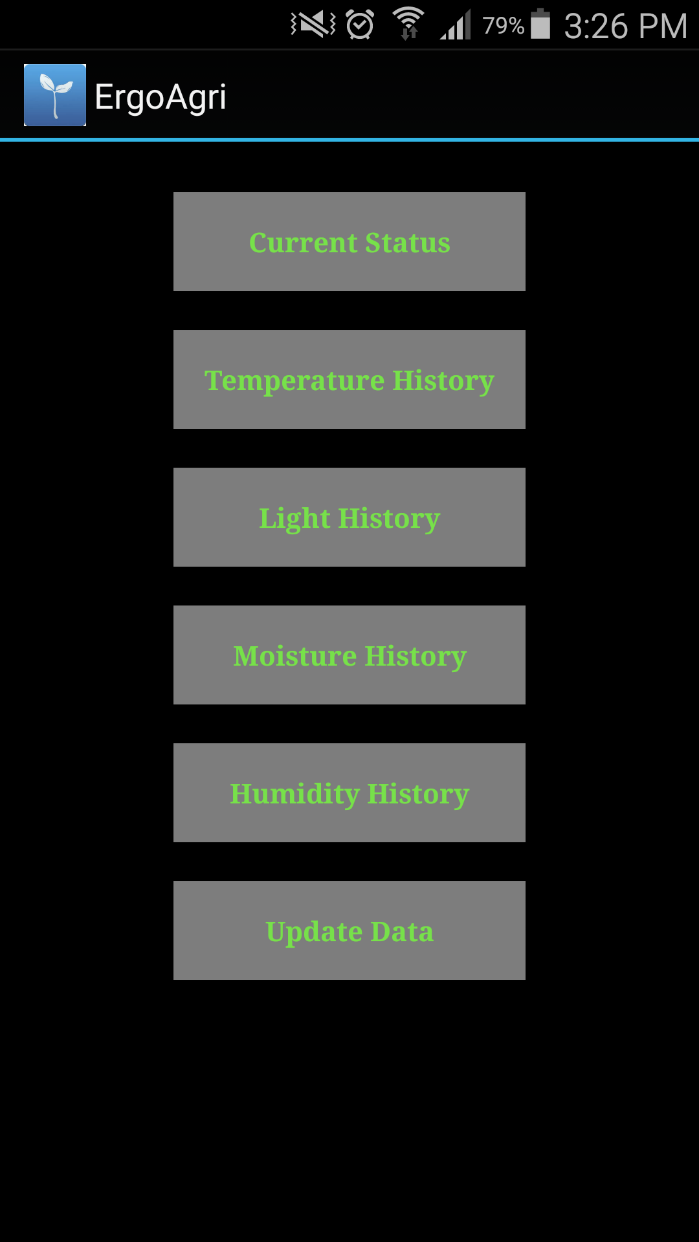 79% 3:26 PM
ErgoAgri
Current Status
Temperature History
Light History
Moisture History
Humidity History
Update Data